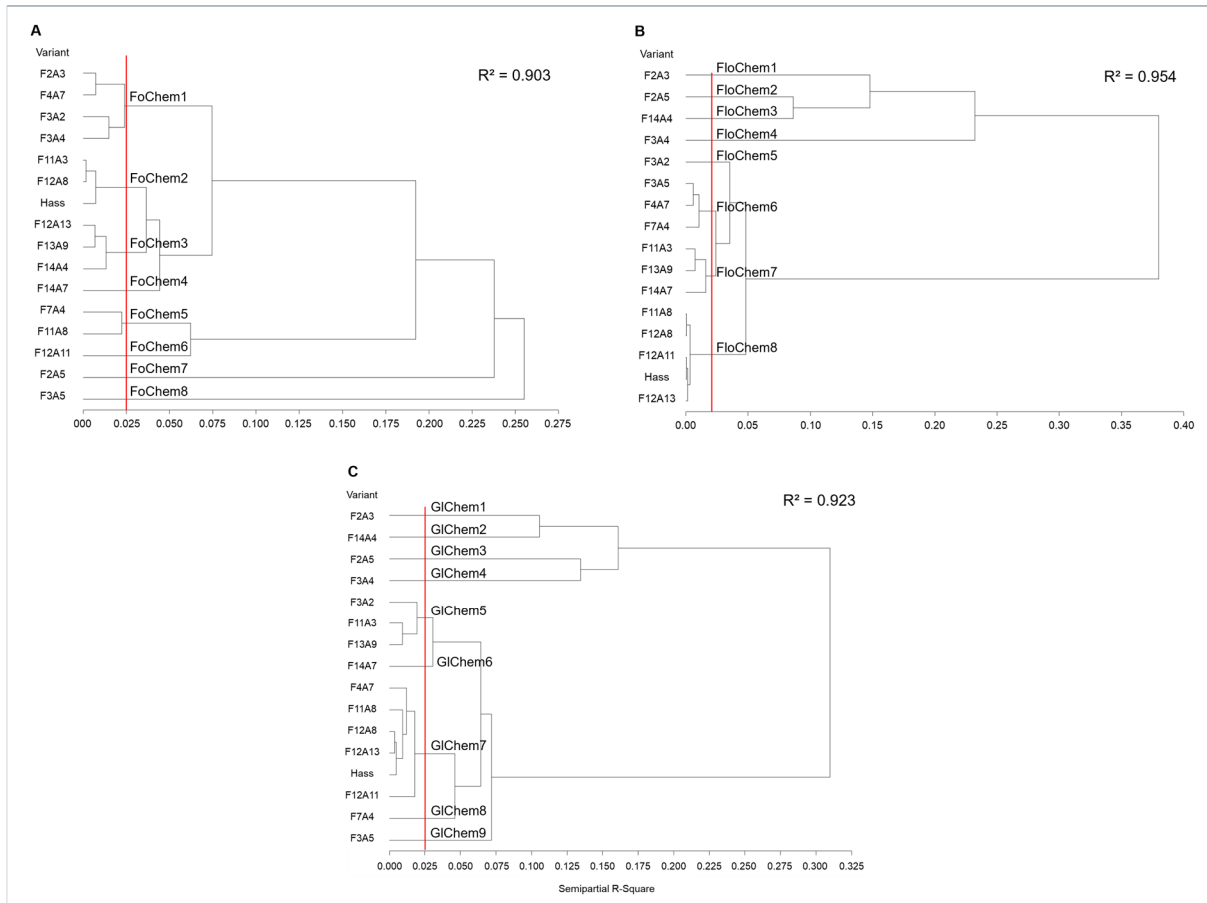 A
Variant
R² = 0.903
F2A3
F4A7
FoChem1
F3A2
F3A4
F11A3
F12A8
FoChem2
Hass
F12A13
F13A9
FoChem3
F14A4
F14A7
FoChem4
F7A4
FoChem5
F11A8
F12A11
FoChem6
F2A5
FoChem7
F3A5
FoChem8
000 0.025 0.050 0.075 0.100 0.125 0.150 0.175 0.200 0.225 0.250 0.275
B
Variant
R² = 0.954
FloChem1
F2A3
FloChem2
F2A5
FloChem3
F14A4
FloChem4
F3A4
FloChem5
F3A2
F3A5
F4A7
FloChem6
F7A4
F11A3
F13A9
FloChem7
F14A7
F11A8
F12A8
FloChem8
F12A11
Hass
F12A13
0.00 0.05 0.10 0.15 0.20 0.25 0.30 0.35 0.40
C
Variant
R² = 0.923
GlChem1
F2A3
GlChem2
F14A4
GlChem3
F2A5
GlChem4
F3A4
F3A2
GlChem5
F11A3
F13A9
GlChem6
F14A7
F4A7
F11A8
F12A8
GlChem7
F12A13
Hass
F12A11
GlChem8
F7A4
GlChem9
F3A5
0.000 0.025 0.050 0.075 0.100 0.125 0.150 0.175 0.200 0.225 0.250 0.275 0.300 0.325
Semipartial R-Square